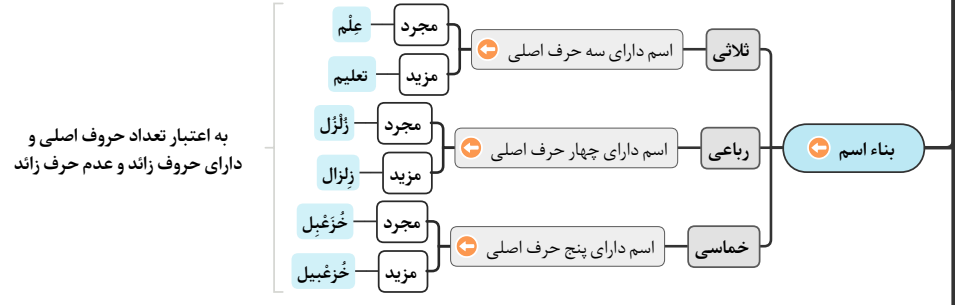 بناء اسم
ثلاثی
اسم دارای سه حرف اصلی
مجرد
عِلْم
مزید
تعلیم
رباعی
اسم دارای چهار حرف اصلی
مجرد
زُلْزُل
مزید
زِلزال
خماسی
اسم دارای پنج حرف اصلی
مجرد
خُزَعْبِل
مزید
خُزعْبیل
به اعتبار تعداد حروف اصلی و
دارای حروف زائد و عدم حرف زائد